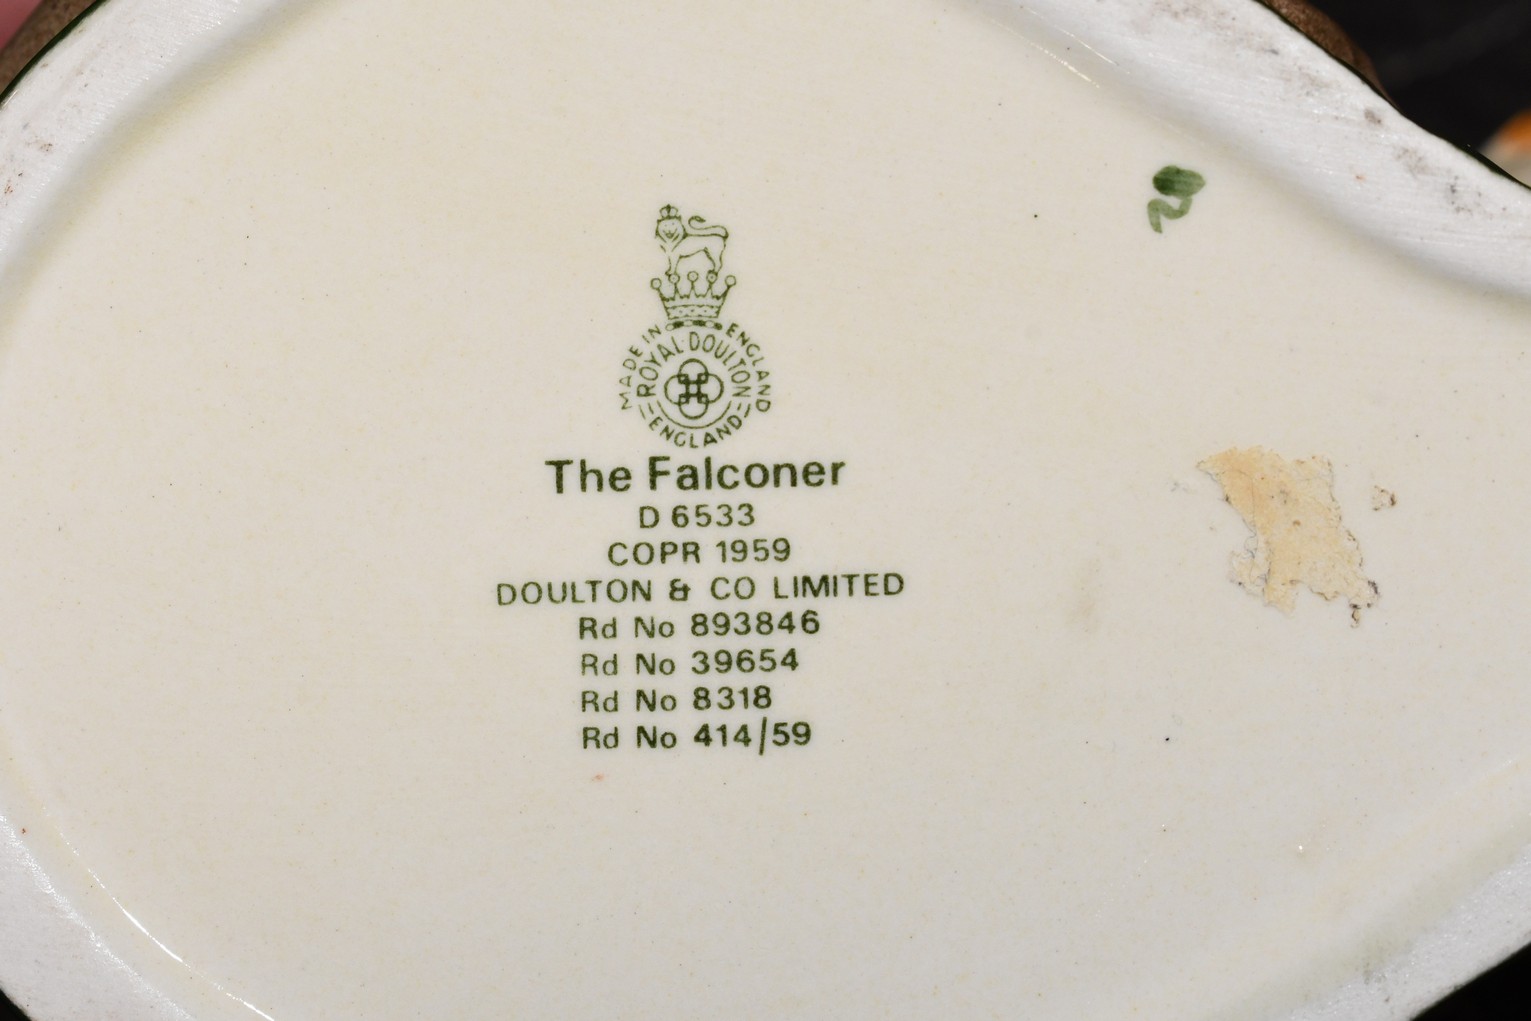 MADE IN ENGLAND
ROYAL DOULTON
ENGLAND
The Falconer
D 6533
COPR 1959
DOULTON & CO LIMITED
Rd No 893846
Rd No 39654
Rd No 8318
Rd No 414/59